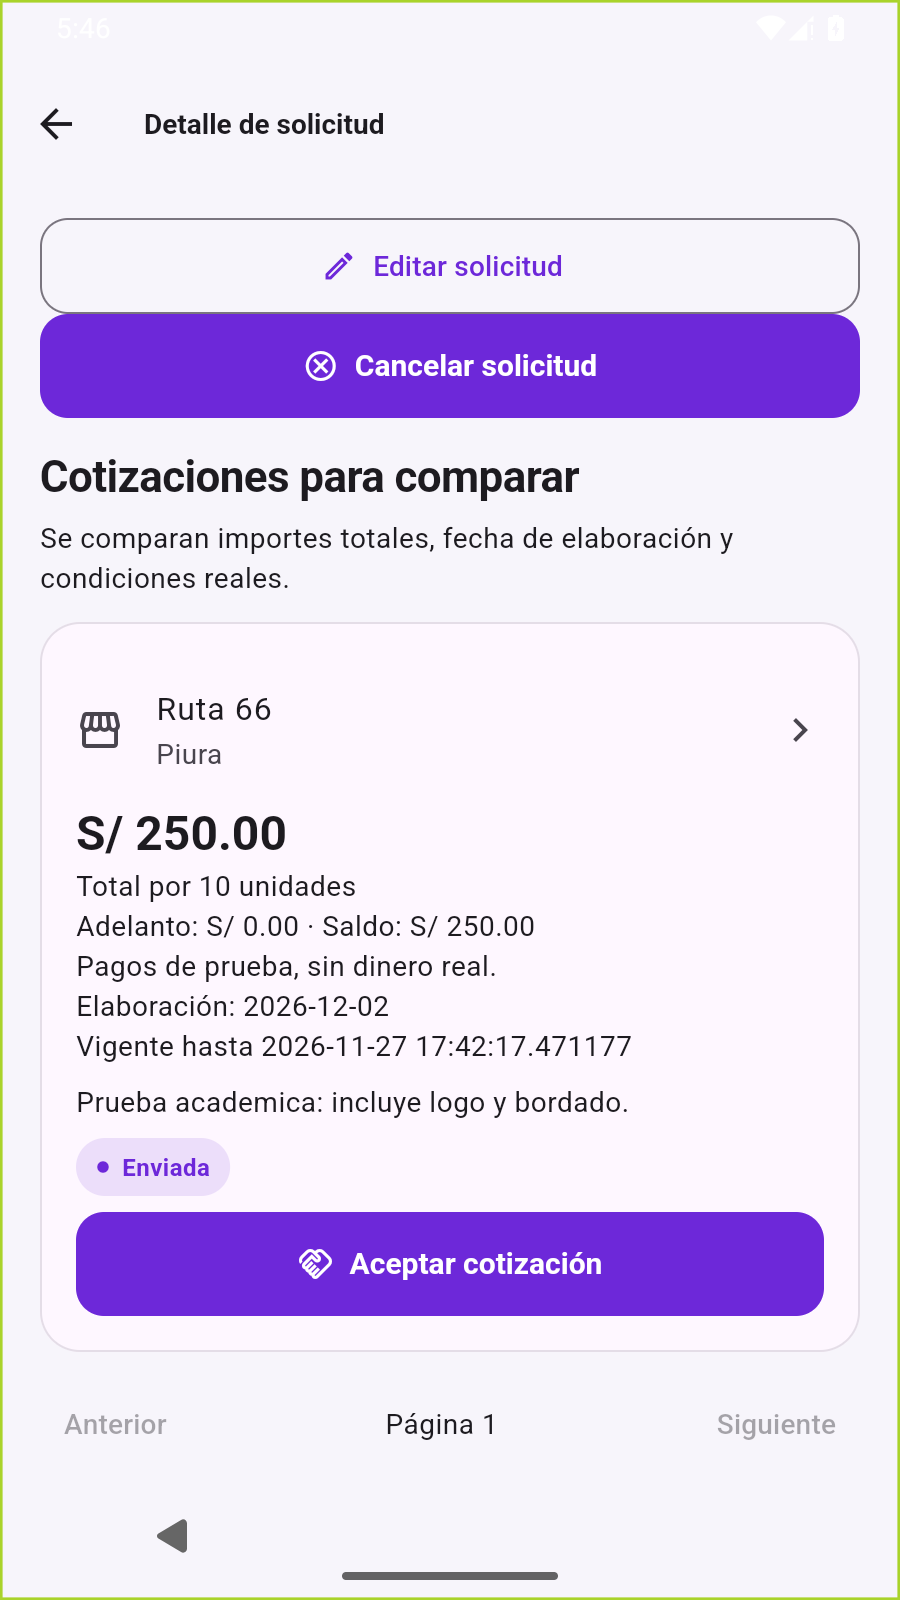 5:46
Detalle de solicitud
Editar solicitud
Cancelar solicitud
Cotizaciones para comparar
Se comparan importes totales, fecha de elaboración y
condiciones reales.
Ruta 66
Piura
S/ 250.00
Total por 10 unidades
Adelanto: S/ 0.00 · Saldo: S/ 250.00
Pagos de prueba, sin dinero real.
Elaboración: 2026-12-02
Vigente hasta 2026-11-27 17:42:17.471177
Prueba academica: incluye logo y bordado.
Enviada
Aceptar cotización
Anterior Página 1 Siguiente